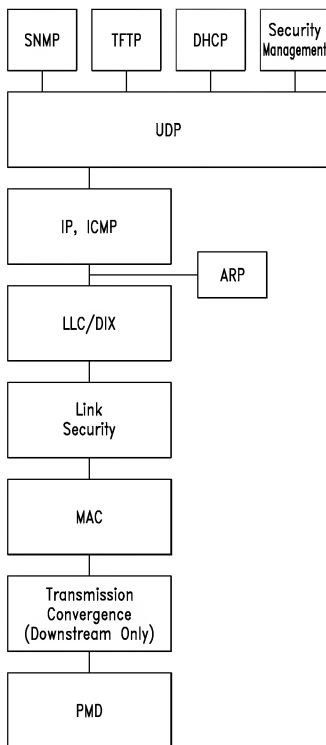 SNMP
TFTP
DHCP
Security
Management
UDP
IP, ICMP
ARP
LLC/DIX
Link
Security
MAC
Transmission
Convergence
(Downstream Only)
PMD